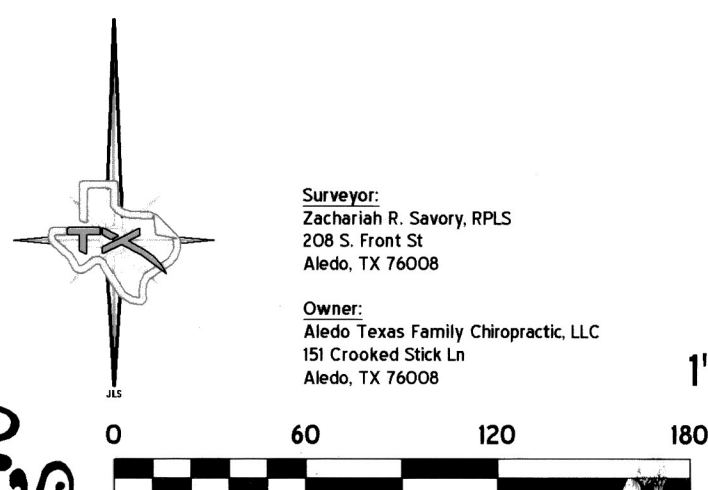 TX
Surveyor:
Zachariah R. Savory, RPLS
208 S. Front St
Aledo, TX 76008
Owner:
Aledo Texas Family Chiropractic, LLC
151 Crooked Stick Ln
Aledo, TX 76008
1'
JLS
0 60 120 180